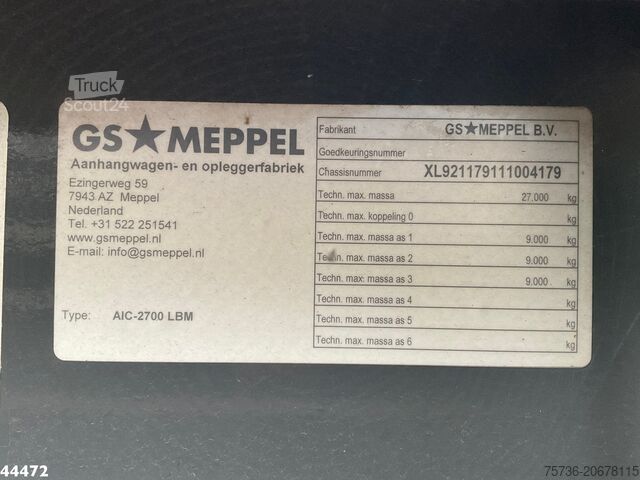 Truck
Scout24
GS★MEPPEL
Aanhangwagen- en opleggerfabriek
Ezingerweg 59
7943 AZ Meppel
Nederland
Tel. +31 522 251541
www.gsmeppel.nl
E-mail: info@gsmeppel.nl
Type: AIC-2700 LBM
Fabrikant GS★MEPPEL B.V.
Goedkeuringsnummer -
Chassisnummer XL921179111004179
Techn. max. massa 27.000 kg
Techn. max. koppeling 0 kg
Techn. max. massa as 1 9.000 kg
Techn. max. massa as 2 9.000 kg
Techn. max. massa as 3 9.000 kg
Techn. max. massa as 4 kg
Techn. max. massa as 5 kg
Techn. max. massa as 6 kg
44472
75736-20678115